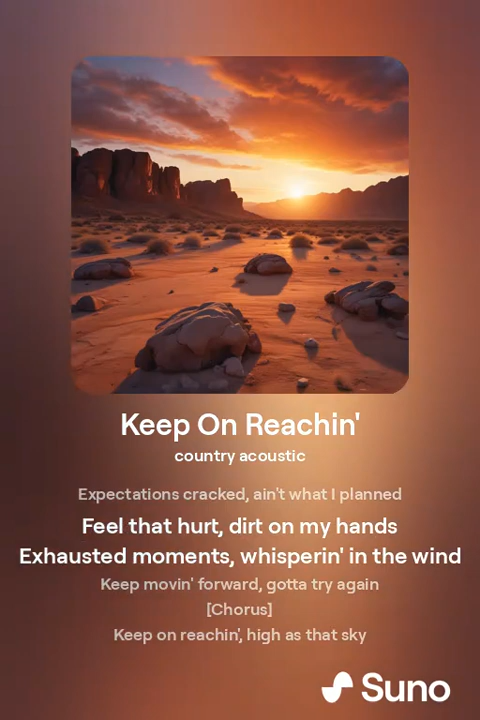 Keep On Reachin'
country acoustic
Expectations cracked, ain't what I planned
Feel that hurt, dirt on my hands
Exhausted moments, whisperin' in the wind
Keep movin' forward, gotta try again
[Chorus]
Keep on reachin', high as that sky
Suno